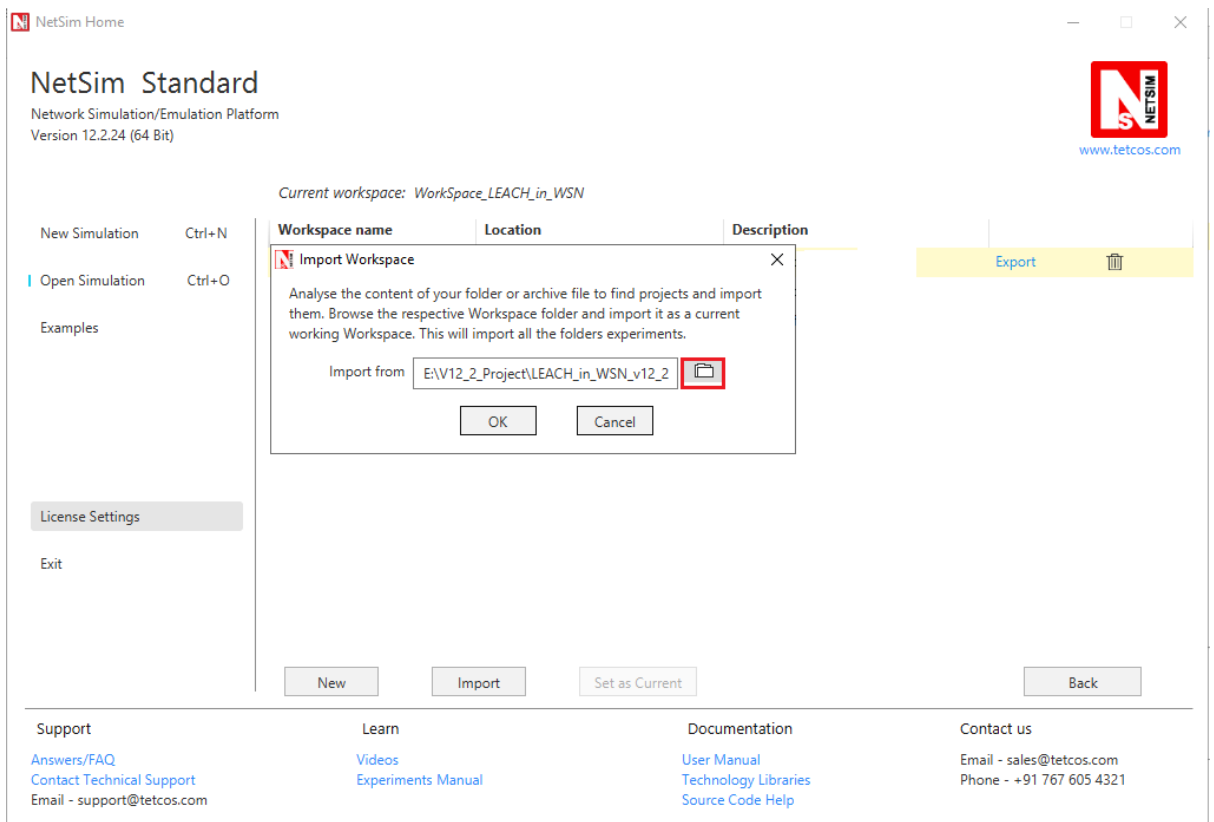 NetSim Home
NetSim Standard
Network Simulation/Emulation Platform
Version 12.2.24 (64 Bit)
NS NETSIM
www.tetcos.com
Current workspace: WorkSpace_LEACH_in_WSN
New Simulation Ctrl+N
Open Simulation Ctrl+O
Examples
License Settings
Exit
Workspace name Location Description
Export
Import Workspace
Analyse the content of your folder or archive file to find projects and import
them. Browse the respective Workspace folder and import it as a current
working Workspace. This will import all the folders experiments.
Import from E:\V12_2_Project\LEACH_in_WSN_v12_2
OK Cancel
New Import Set as Current Back
Support
Answers/FAQ
Contact Technical Support
Email - support@tetcos.com
Learn
Videos
Experiments Manual
Documentation
User Manual
Technology Libraries
Source Code Help
Contact us
Email - sales@tetcos.com
Phone - +91 767 605 4321